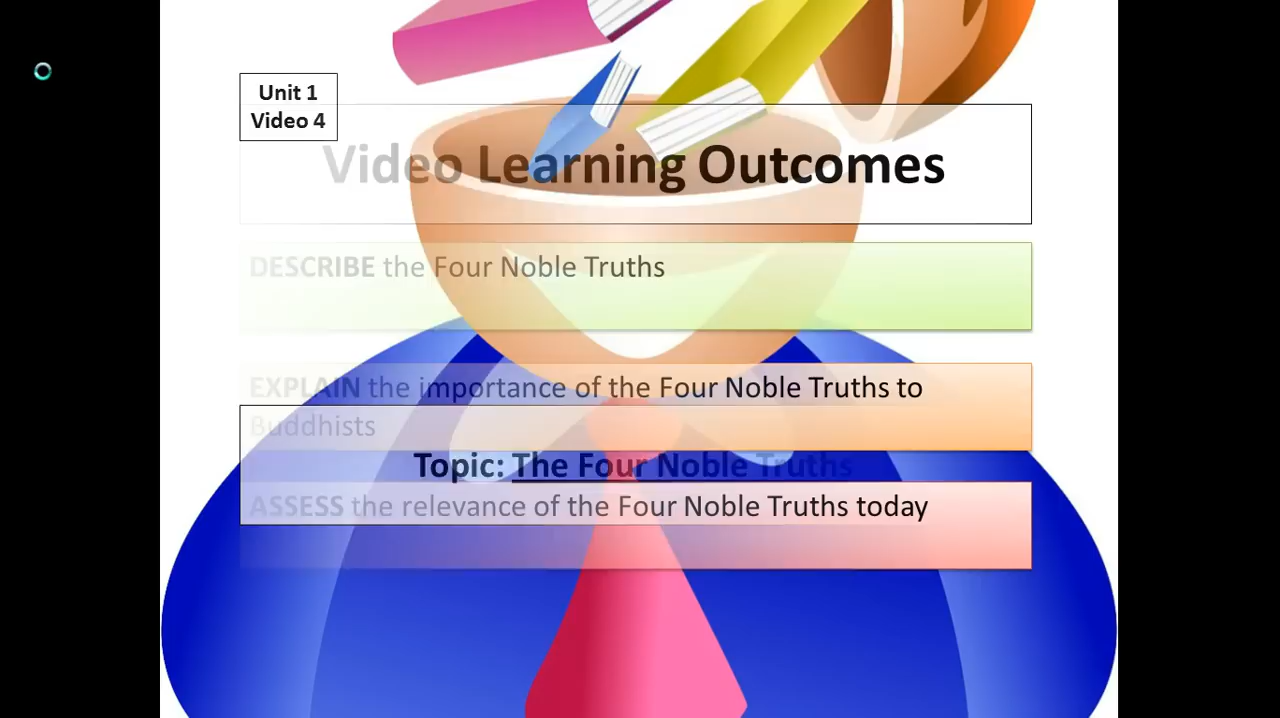 Unit 1
Video 4
Video Learning Outcomes
DESCRIBE the Four Noble Truths
EXPLAIN the importance of the Four Noble Truths to
Buddhists
Topic: The Four Noble Truths
ASSESS the relevance of the Four Noble Truths today